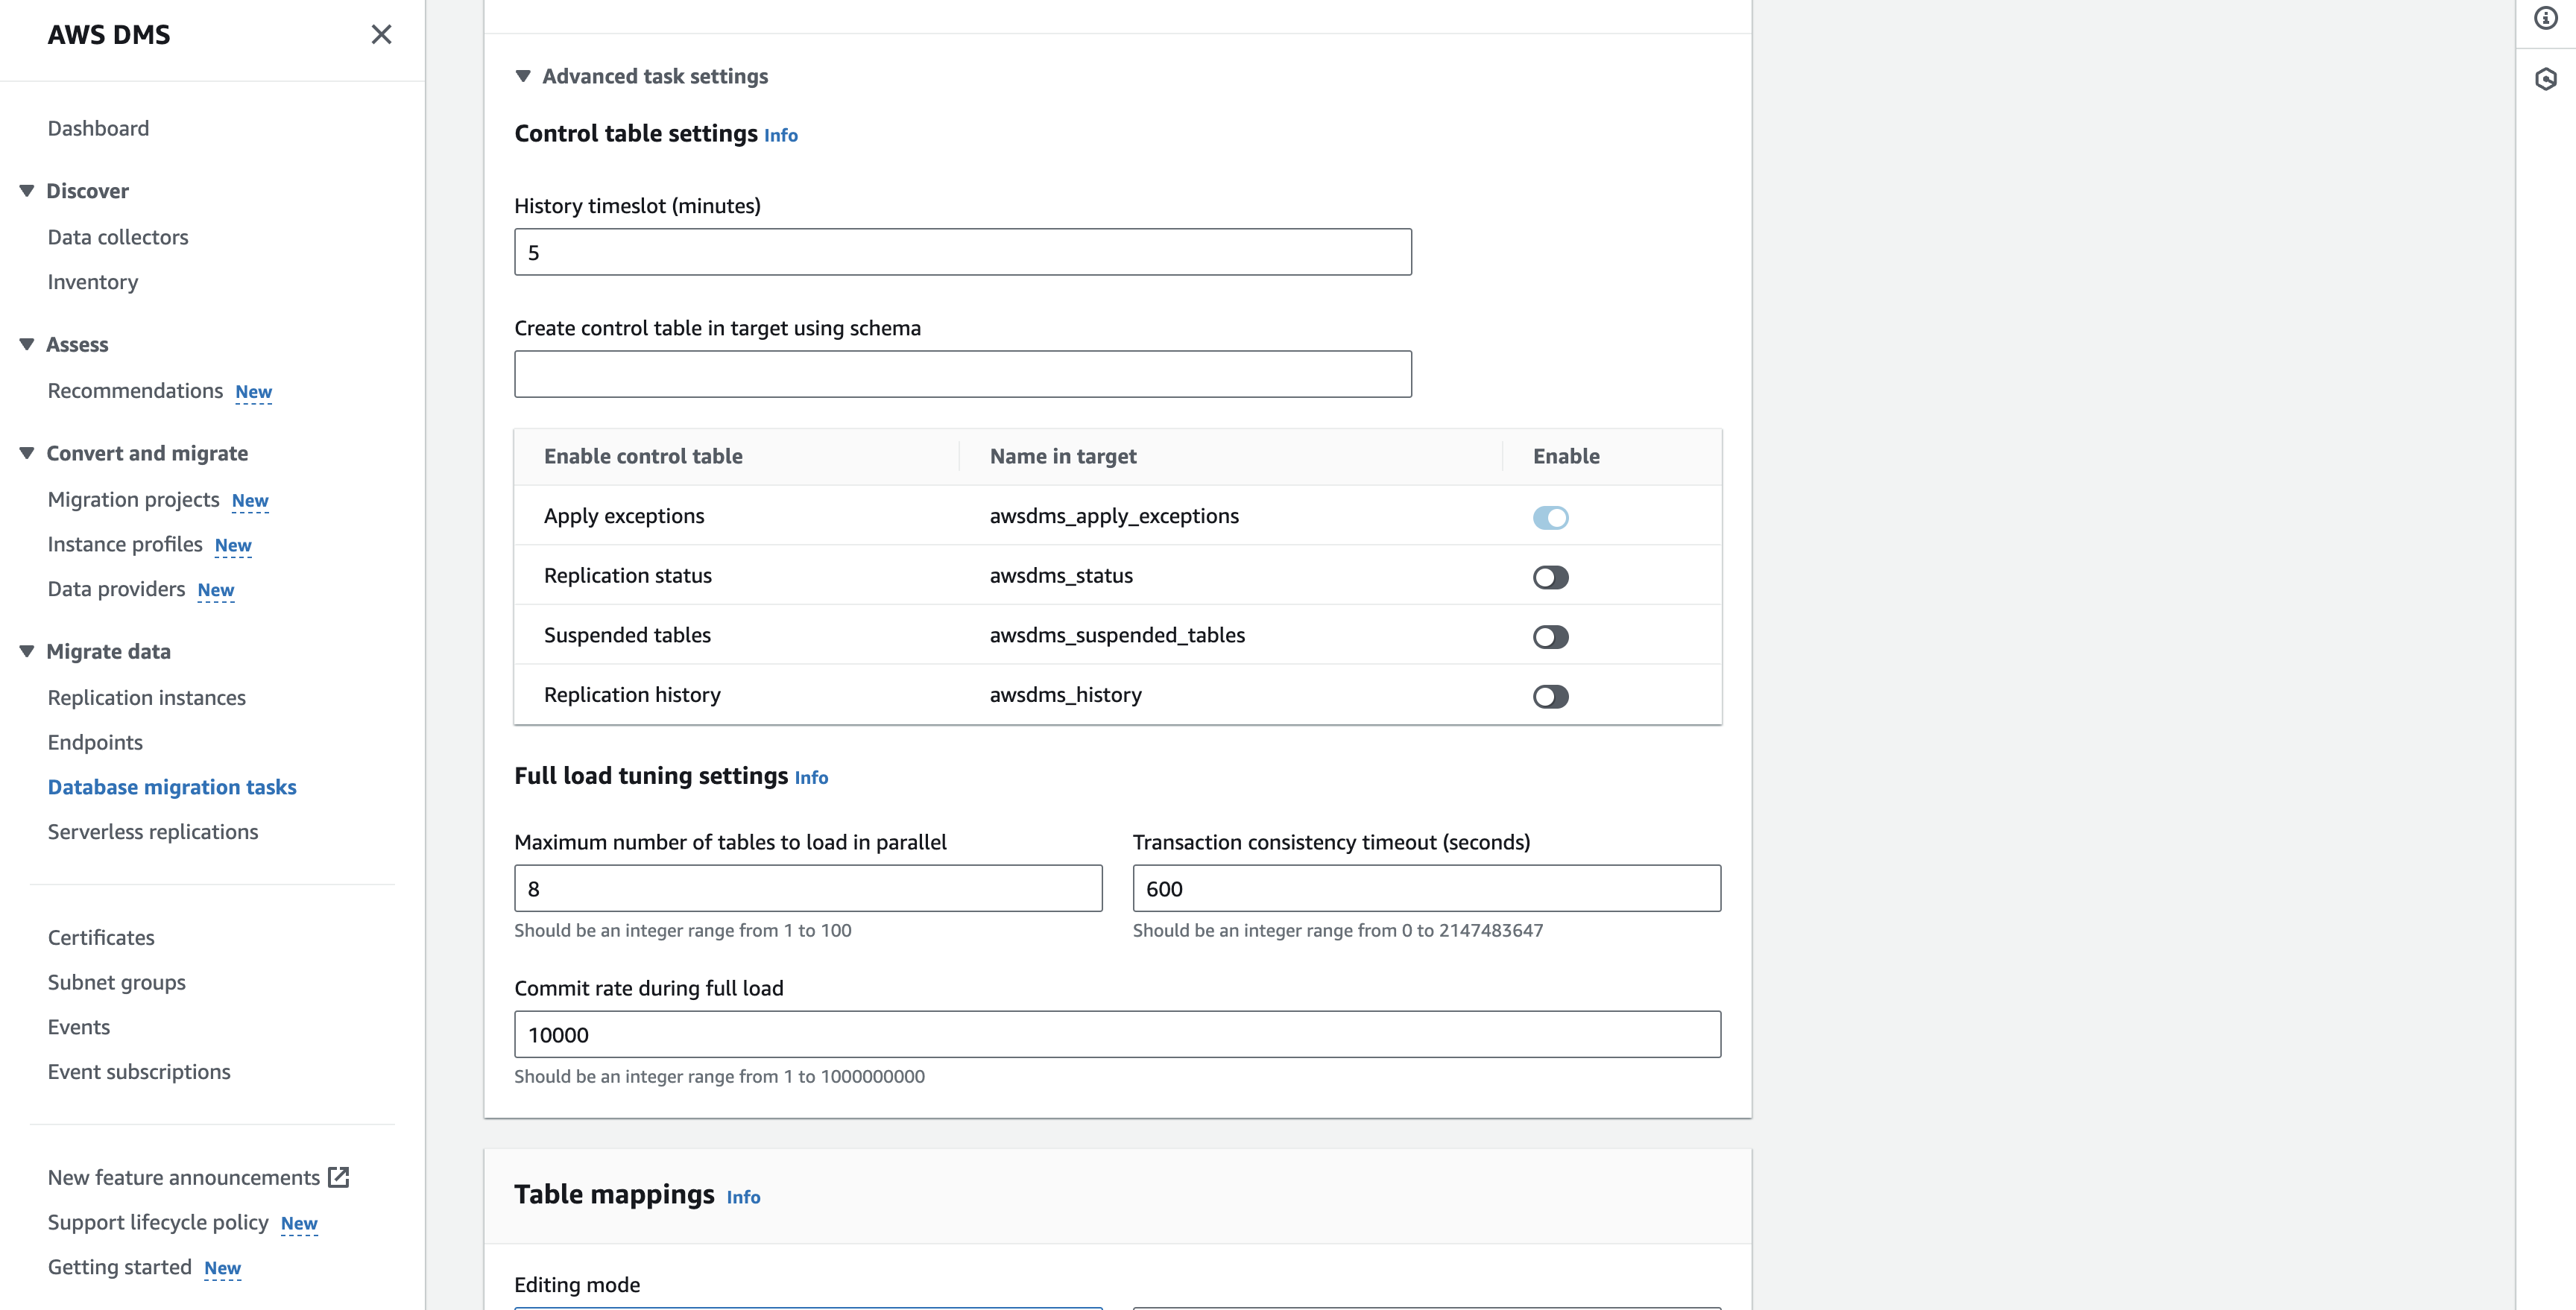 AWS DMS
Dashboard
Discover
Data collectors
Inventory
Assess
Recommendations New
Convert and migrate
Migration projects New
Instance profiles New
Data providers New
Migrate data
Replication instances
Endpoints
Database migration tasks
Serverless replications
Certificates
Subnet groups
Events
Event subscriptions
New feature announcements
Support lifecycle policy New
Getting started New
Advanced task settings
Control table settings Info
History timeslot (minutes)
5
Create control table in target using schema
Enable control table Name in target Enable
Apply exceptions awsdms_apply_exceptions
Replication status awsdms_status
Suspended tables awsdms_suspended_tables
Replication history awsdms_history
Full load tuning settings Info
Maximum number of tables to load in parallel Transaction consistency timeout (seconds)
8 600
Should be an integer range from 1 to 100 Should be an integer range from 0 to 2147483647
Commit rate during full load
10000
Should be an integer range from 1 to 1000000000
Table mappings Info
Editing mode